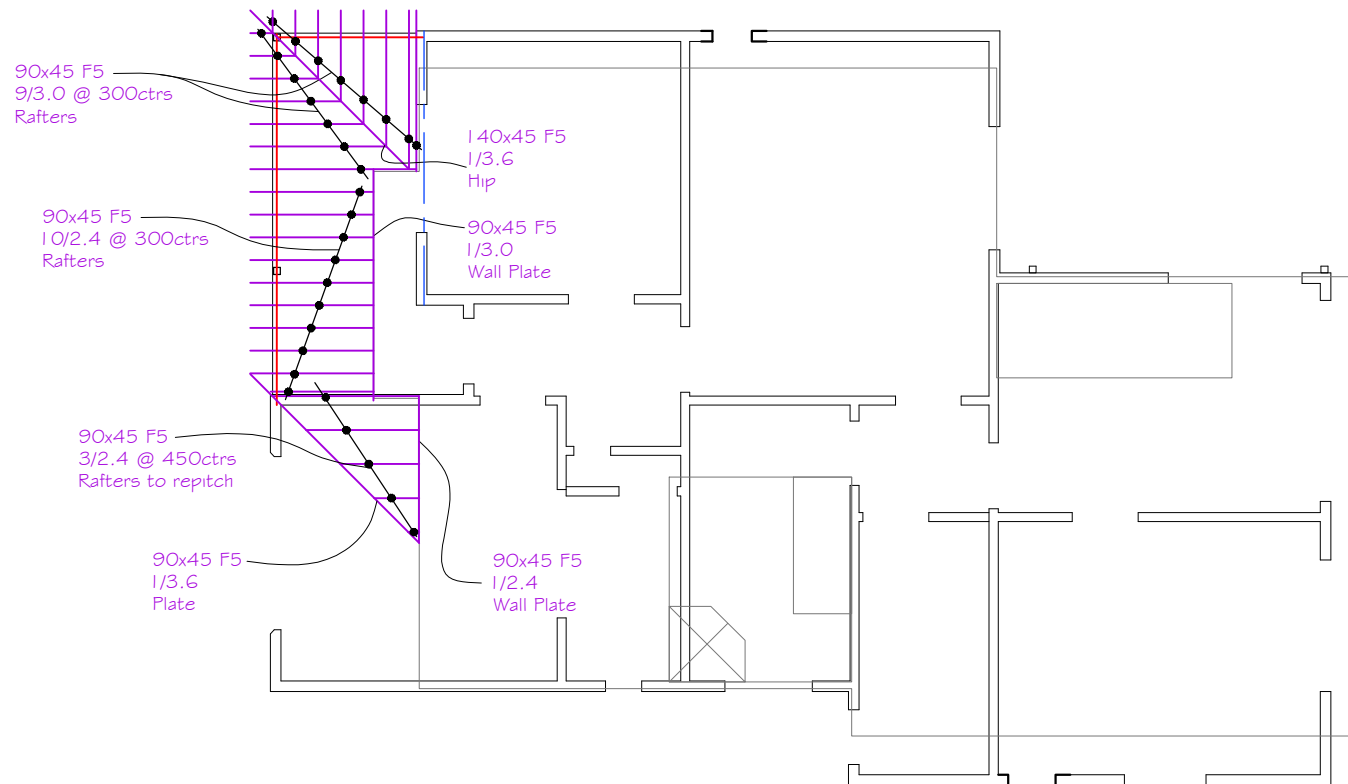 90x45 F5
9/3.0 @ 300ctrs
Rafters
140x45 F5
1/3.6
Hip
90x45 F5
10/2.4 @ 300ctrs
Rafters
90x45 F5
1/3.0
Wall Plate
90x45 F5
3/2.4 @ 450ctrs
Rafters to repitch
90x45 F5
1/3.6
Plate
90x45 F5
1/2.4
Wall Plate